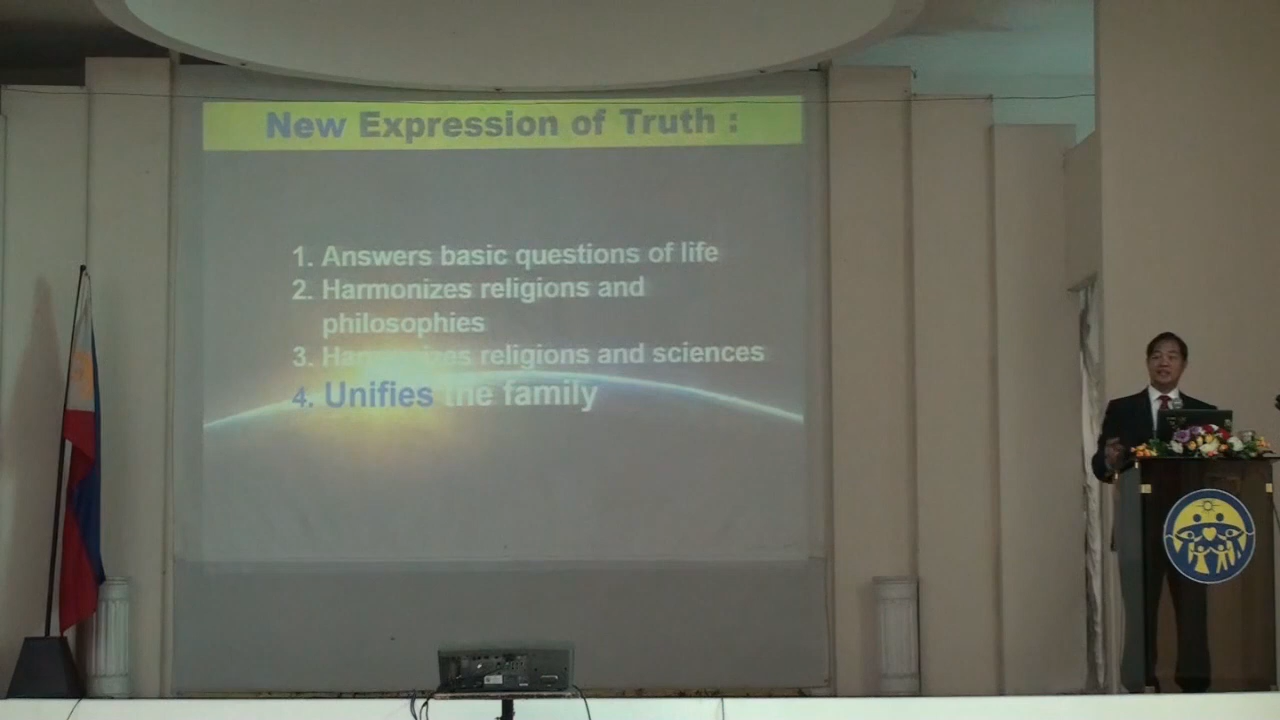 New Expression of Truth :
1. Answers basic questions of life
2. Harmonizes religions and
philosophies
3. Harmonizes religions and sciences
4. Unifies the family